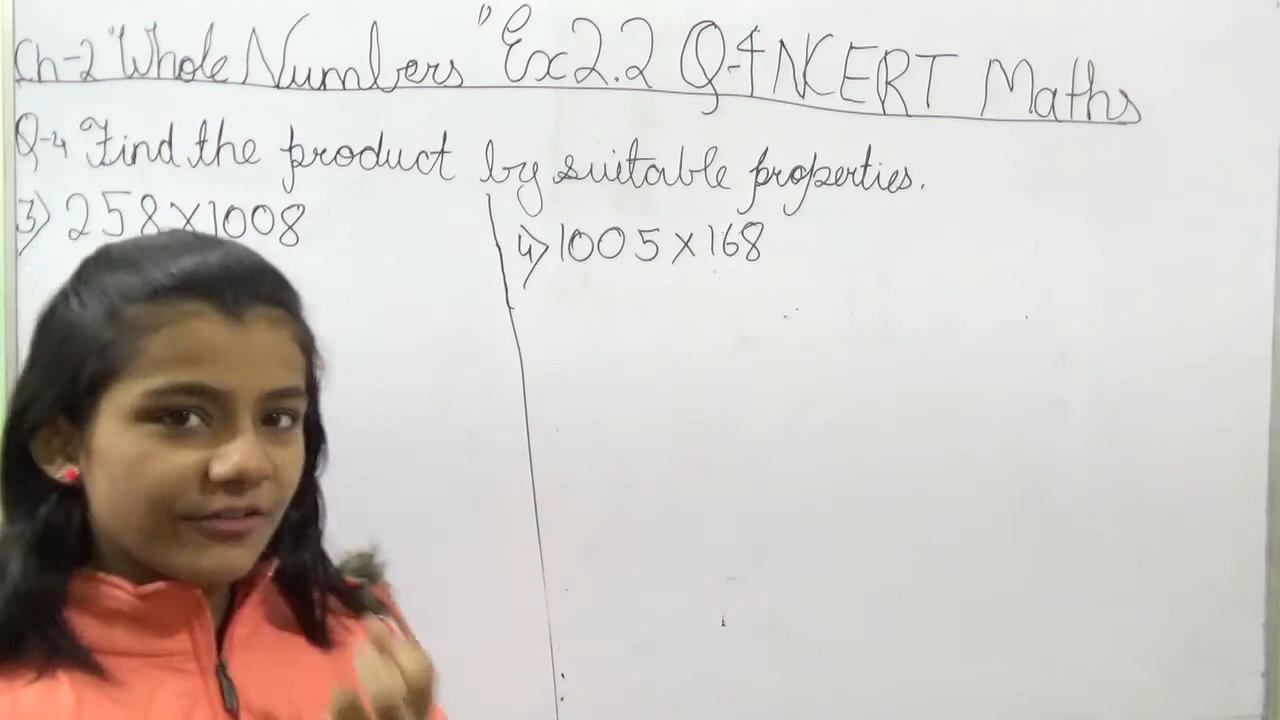 Ch-2 "Whole Numbers" Ex 2.2 Q-4 NCERT Maths
Q-4 Find the product by suitable properties.
3) 258×1008
4) 1005×168